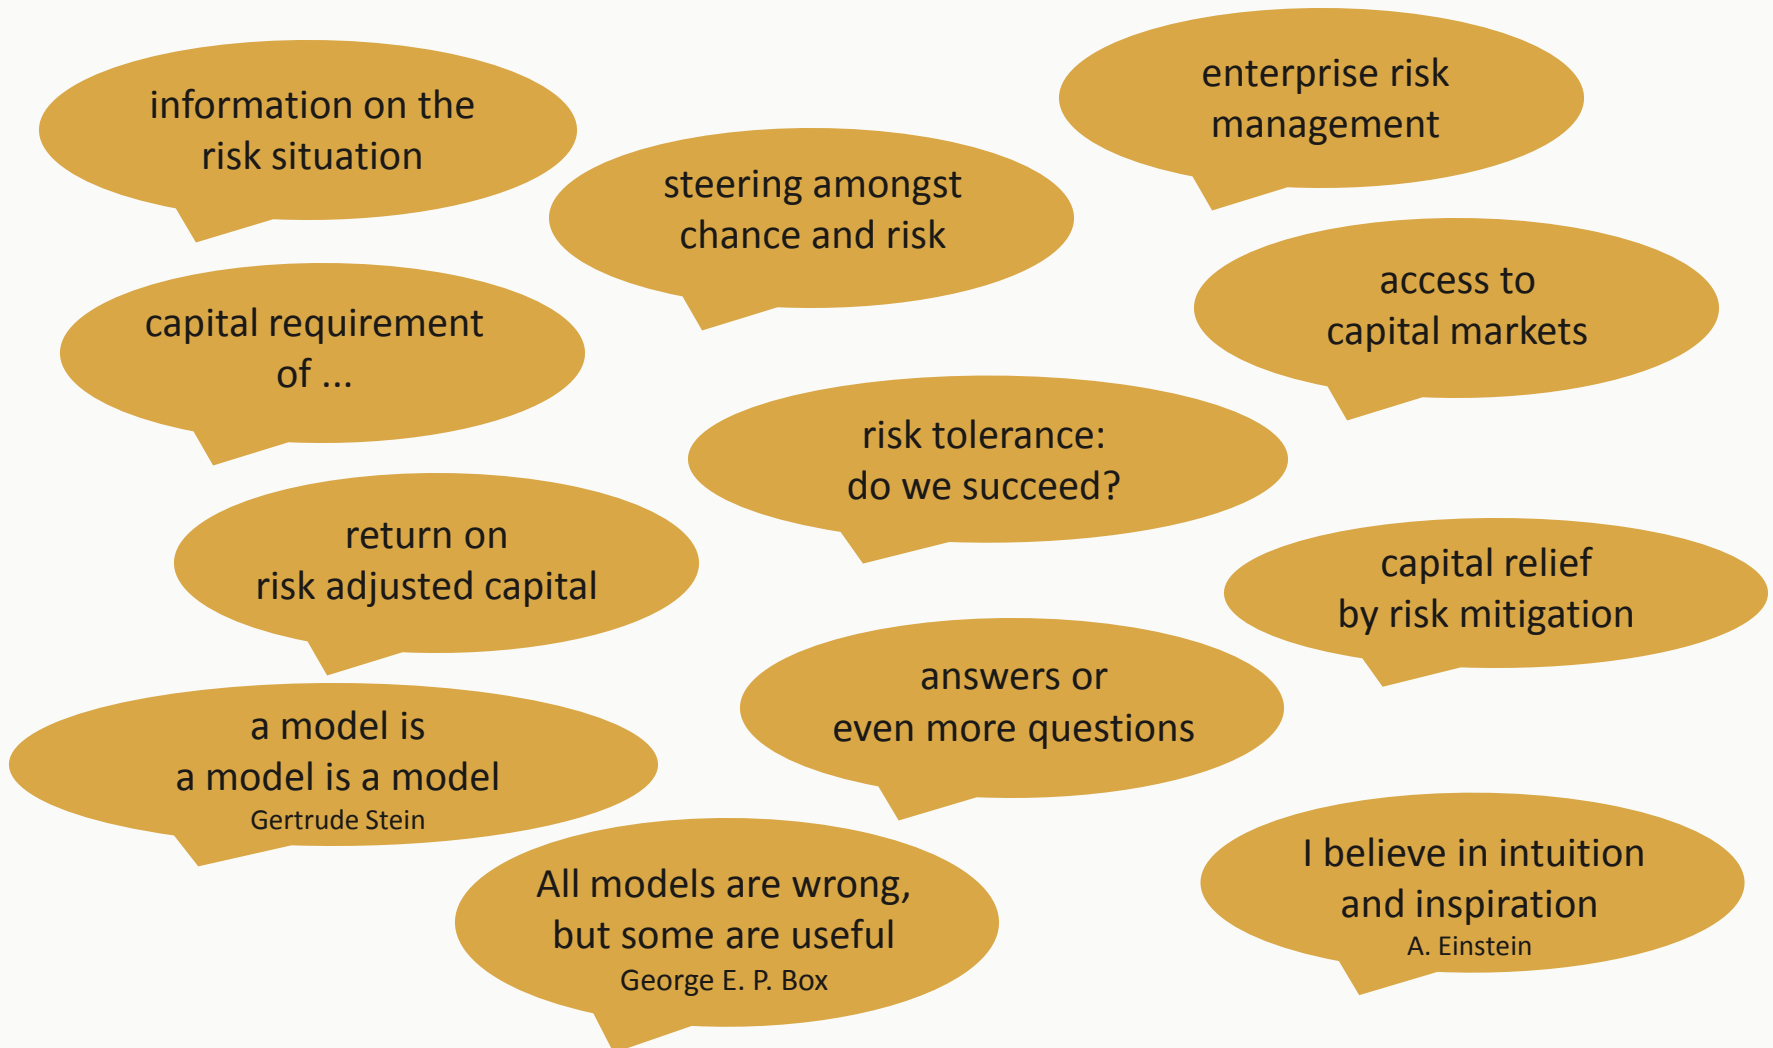 information on the
risk situation
enterprise risk
management
steering amongst
chance and risk
capital requirement
of ...
access to
capital markets
risk tolerance:
do we succeed?
return on
risk adjusted capital
capital relief
by risk mitigation
answers or
even more questions
a model is
a model is a model
Gertrude Stein
All models are wrong,
but some are useful
George E. P. Box
I believe in intuition
and inspiration
A. Einstein